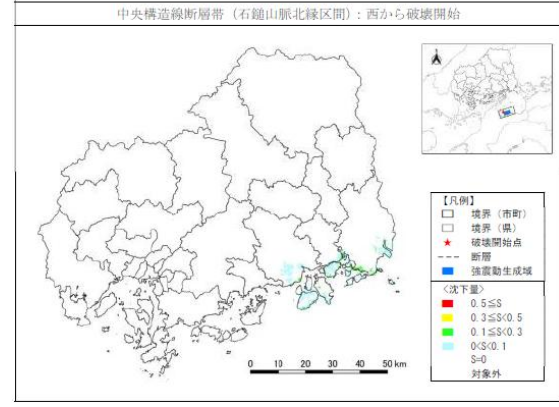 中央構造線断層帯（石鎚山脈北縁区間）：西から破壊開始
【凡例】
境界（市町）
境界（県）
破壊開始点
断層
強震動生成域
<沈下量>
0.5≦S
0.3≦S<0.5
0.1≦S<0.3
0<S<0.1
S=0
対象外
0 10 20 30 40 50 km